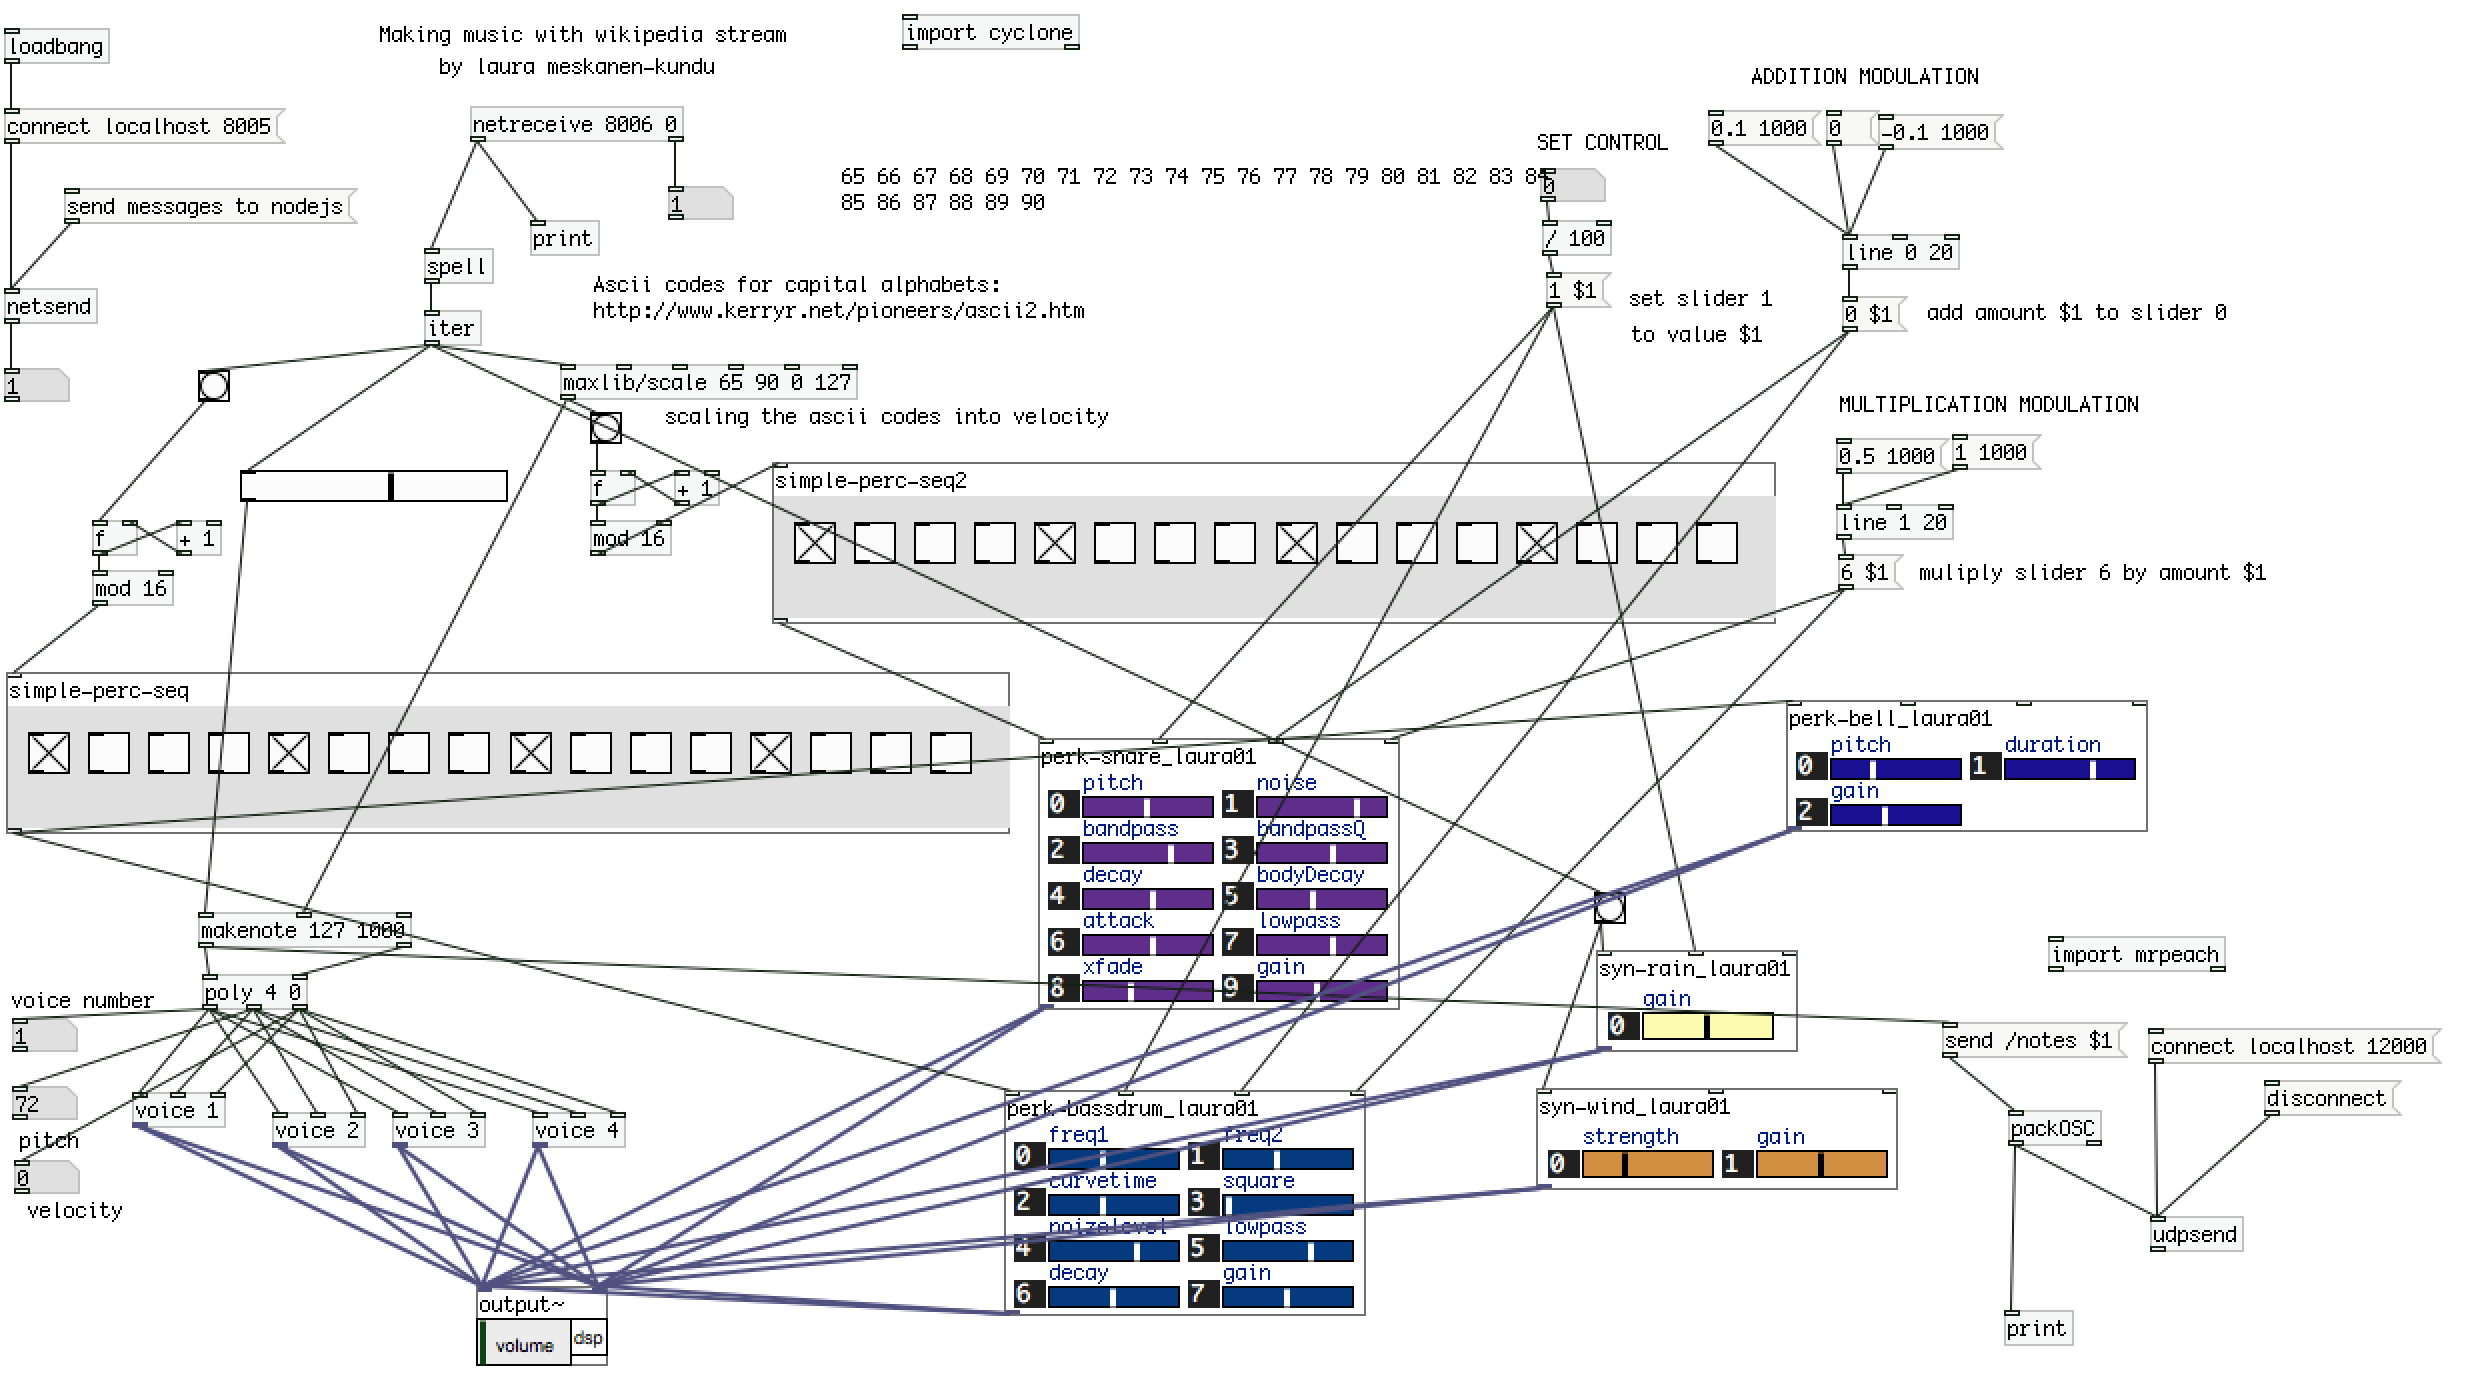 loadbang
Making music with wikipedia stream
by laura meskanen-kundu
import cyclone
ADDITION MODULATION
connect localhost 8005
netreceive 8006 0
SET CONTROL
0.1 1000
0
-0.1 1000
65 66 67 68 69 70 71 72 73 74 75 76 77 78 79 80 81 82 83 84
85 86 87 88 89 90
0
send messages to nodejs
1
print
/ 100
spell
line 0 20
Ascii codes for capital alphabets:
http://www.kerryr.net/pioneers/ascii2.htm
1 $1
set slider 1
to value $1
netsend
iter
0 $1
add amount $1 to slider 0
1
maxlib/scale 65 90 0 127
scaling the ascii codes into velocity
MULTIPLICATION MODULATION
0.5 1000
1 1000
f
+ 1
mod 16
simple-perc-seq2
line 1 20
f
+ 1
mod 16
6 $1
muliply slider 6 by amount $1
simple-perc-seq
perk-snare_laura01
pitch
noise
0
1
bandpass
bandpassQ
2
3
decay
bodyDecay
4
5
attack
lowpass
6
7
xfade
gain
8
9
perk-bell_laura01
pitch
duration
0
1
gain
2
makenote 127 1000
syn-rain_laura01
gain
0
import mrpeach
poly 4 0
voice number
1
72
pitch
0
velocity
voice 1
voice 2
voice 3
voice 4
send /notes $1
connect localhost 12000
disconnect
packOSC
udpsend
print
perk-bassdrum_laura01
freq1
freq2
0
1
curvetime
square
2
3
noizelevel
lowpass
4
5
decay
gain
6
7
syn-wind_laura01
strength
gain
0
1
output~
volume
dsp